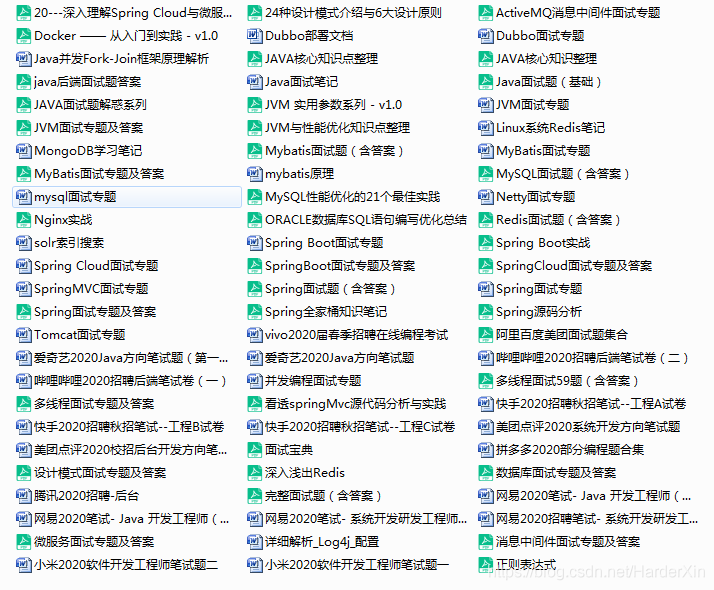 20---深入理解Spring Cloud与微服... 24种设计模式介绍与6大设计原则 ActiveMQ消息中间件面试专题
Docker —— 从入门到实践 - v1.0 Dubbo部署文档 Dubbo面试专题
Java并发Fork-Join框架原理解析 JAVA核心知识点整理 JAVA核心知识点整理
java后端面试题答案 Java面试笔记 Java面试题（基础）
JAVA面试题解惑系列 JVM 实用参数系列 - v1.0 JVM面试专题
JVM面试专题及答案 JVM与性能优化知识点整理 Linux系统Redis笔记
MongoDB学习笔记 Mybatis面试题（含答案） MyBatis面试专题
MyBatis面试专题及答案 mybatis原理 MySQL面试题（含答案）
mysql面试专题 MySQL性能优化的21个最佳实践 Netty面试专题
Nginx实战 ORACLE数据库SQL语句编写优化总结 Redis面试题（含答案）
solr索引搜索 Spring Boot面试专题 Spring Boot实战
Spring Cloud面试专题 SpringBoot面试专题及答案 SpringCloud面试专题及答案
SpringMVC面试专题 Spring面试题（含答案） Spring面试专题
Spring面试专题及答案 Spring全家桶知识笔记 Spring源码分析
Tomcat面试专题 vivo2020届春季招聘在线编程考试 阿里百度美团面试题集合
爱奇艺2020Java方向笔试题（第一... 爱奇艺2020Java方向笔试题 哔哩哔哩2020招聘后端笔试卷（二）
哔哩哔哩2020招聘后端笔试卷（一） 并发编程面试专题 多线程面试59题（含答案）
多线程面试专题及答案 看透springMvc源代码分析与实践 快手2020招聘秋招笔试--工程A试卷
快手2020招聘秋招笔试--工程B试卷 快手2020招聘秋招笔试--工程C试卷 美团点评2020系统开发方向笔试题
美团点评2020校招后台开发方向笔... 面试宝典 拼多多2020部分编程题合集
设计模式面试专题及答案 深入浅出Redis 数据库面试专题及答案
腾讯2020招聘-后台 完整面试题（含答案） 网易2020笔试- Java 开发工程师（...
网易2020笔试- Java 开发工程师（... 网易2020笔试- 系统开发研发工程师... 网易2020招聘笔试- 系统开发研发工...
微服务面试专题及答案 详细解析_Log4j_配置 消息中间件面试专题及答案
小米2020软件开发工程师笔试题二 小米2020软件开发工程师笔试题一 正则表达式
https://blog.csdn.net/HarderXin